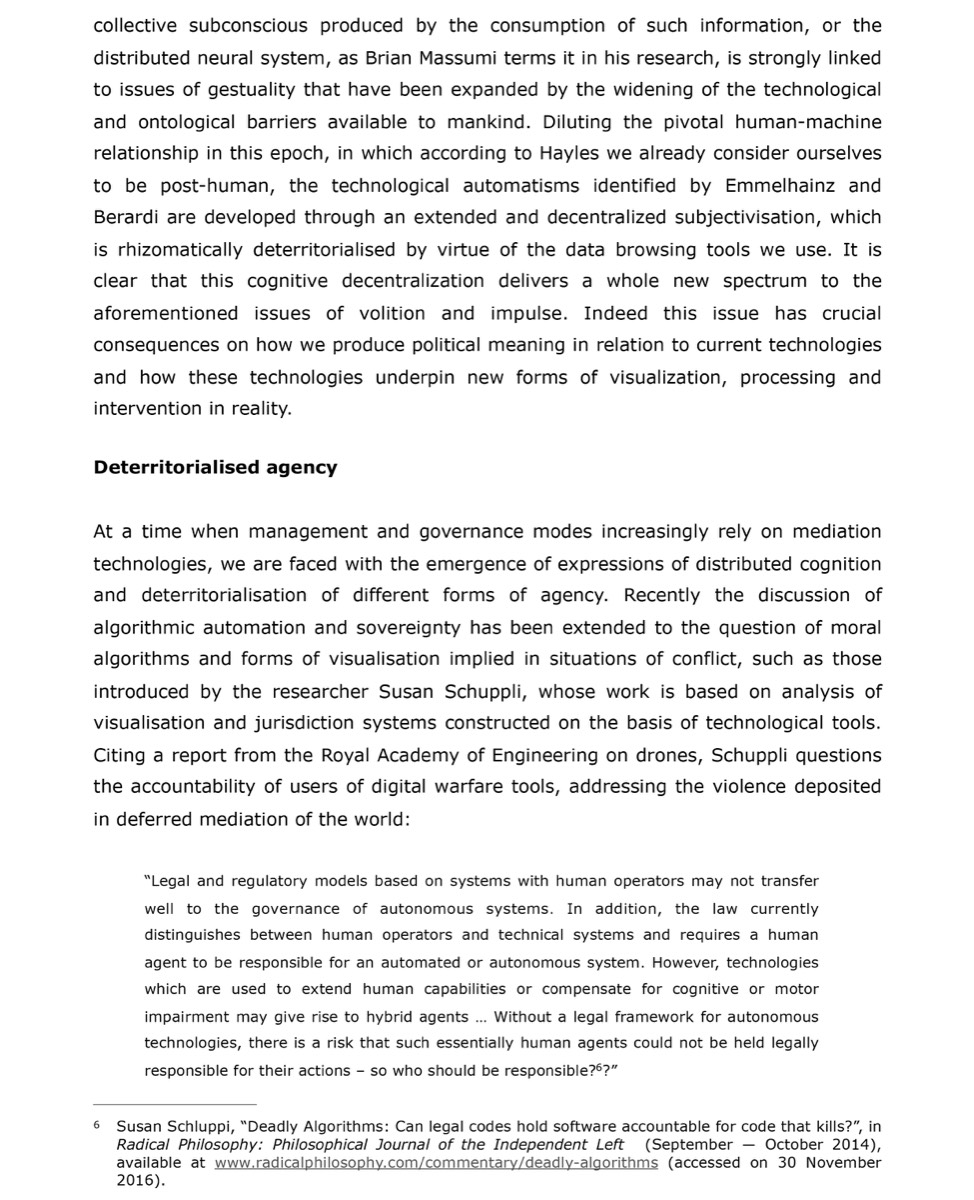 collective subconscious produced by the consumption of such information, or the
distributed neural system, as Brian Massumi terms it in his research, is strongly linked
to issues of gestuality that have been expanded by the widening of the technological
and ontological barriers available to mankind. Diluting the pivotal human-machine
relationship in this epoch, in which according to Hayles we already consider ourselves
to be post-human, the technological automatisms identified by Emmelhainz and
Berardi are developed through an extended and decentralized subjectivisation, which
is rhizomatically deterritorialised by virtue of the data browsing tools we use. It is
clear that this cognitive decentralization delivers a whole new spectrum to the
aforementioned issues of volition and impulse. Indeed this issue has crucial
consequences on how we produce political meaning in relation to current technologies
and how these technologies underpin new forms of visualization, processing and
intervention in reality.
Deterritorialised agency
At a time when management and governance modes increasingly rely on mediation
technologies, we are faced with the emergence of expressions of distributed cognition
and deterritorialisation of different forms of agency. Recently the discussion of
algorithmic automation and sovereignty has been extended to the question of moral
algorithms and forms of visualisation implied in situations of conflict, such as those
introduced by the researcher Susan Schuppli, whose work is based on analysis of
visualisation and jurisdiction systems constructed on the basis of technological tools.
Citing a report from the Royal Academy of Engineering on drones, Schuppli questions
the accountability of users of digital warfare tools, addressing the violence deposited
in deferred mediation of the world:
“Legal and regulatory models based on systems with human operators may not transfer
well to the governance of autonomous systems. In addition, the law currently
distinguishes between human operators and technical systems and requires a human
agent to be responsible for an automated or autonomous system. However, technologies
which are used to extend human capabilities or compensate for cognitive or motor
impairment may give rise to hybrid agents … Without a legal framework for autonomous
technologies, there is a risk that such essentially human agents could not be held legally
responsible for their actions – so who should be responsible?⁶?”
⁶ Susan Schluppi, “Deadly Algorithms: Can legal codes hold software accountable for code that kills?”, in
Radical Philosophy: Philosophical Journal of the Independent Left (September — October 2014),
available at www.radicalphilosophy.com/commentary/deadly-algorithms (accessed on 30 November
2016).